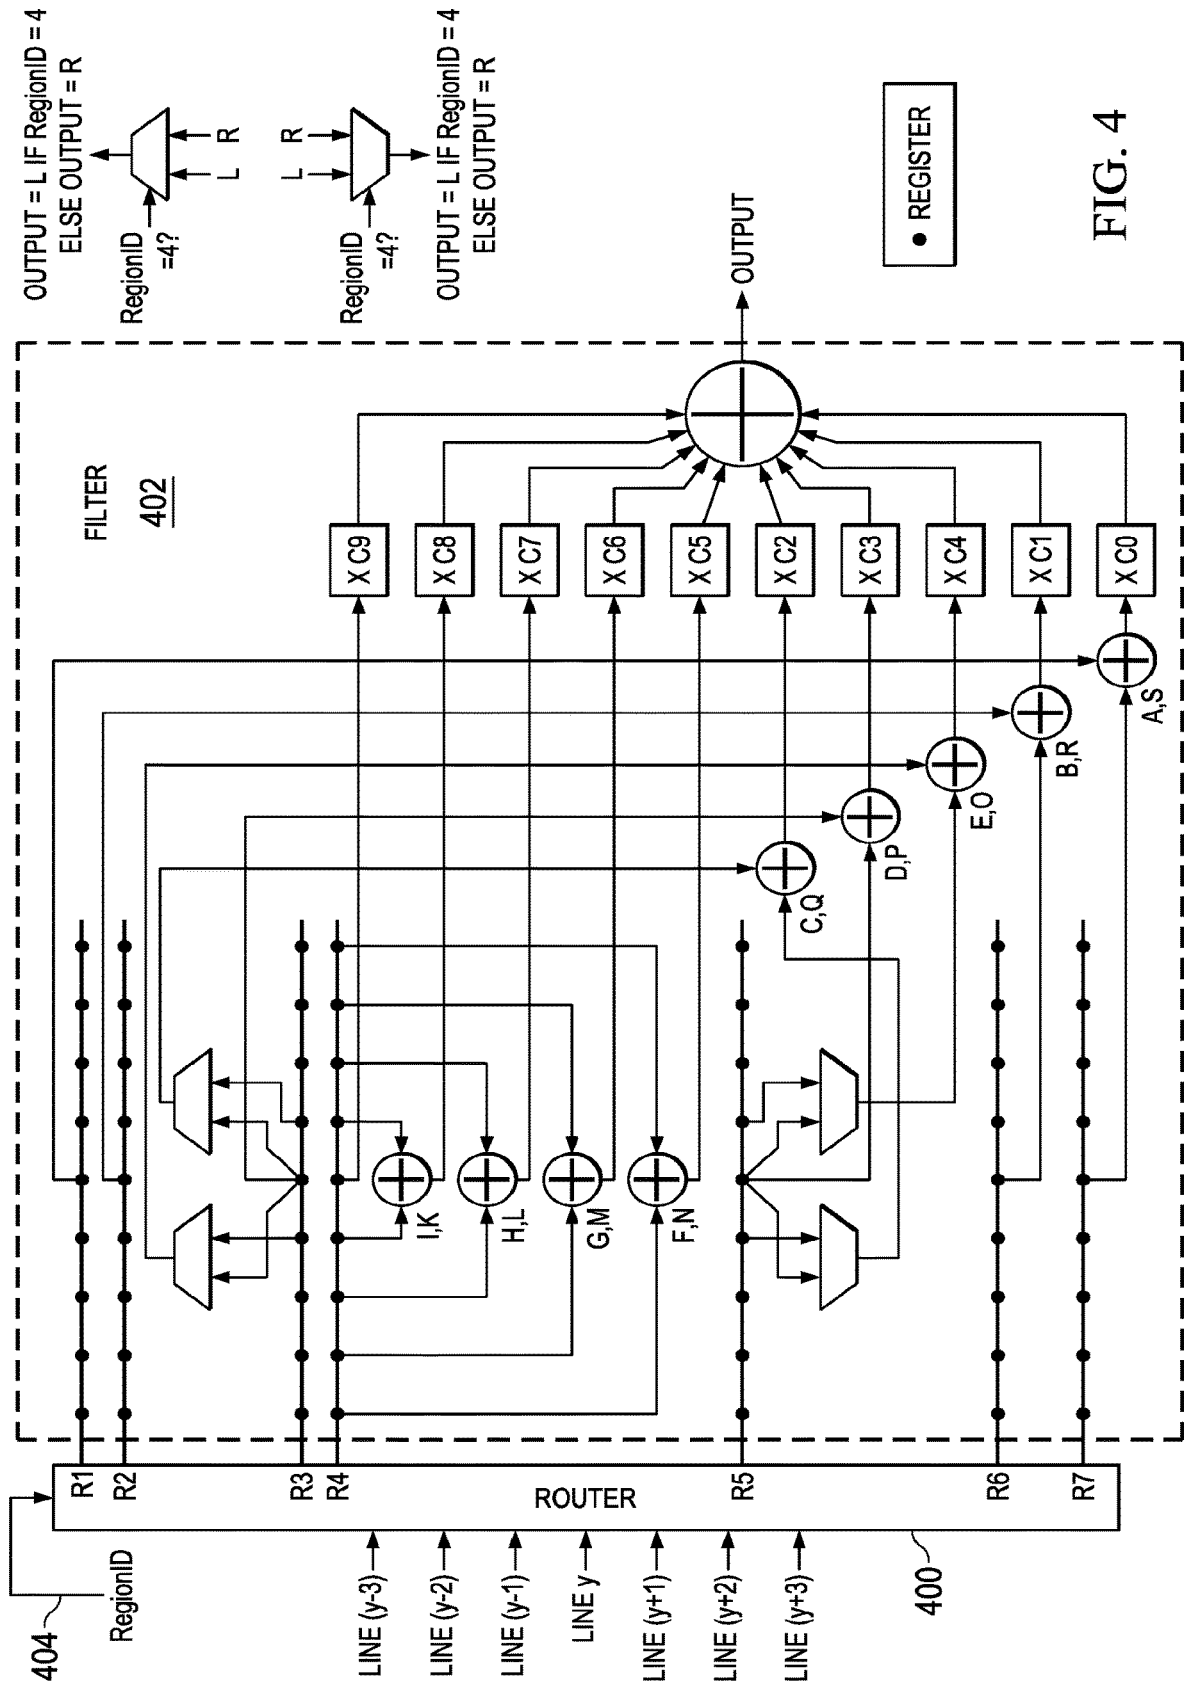 OUTPUT = L IF RegionID = 4
ELSE OUTPUT = R
RegionID
=4?
L
R
RegionID
=4?
L
R
OUTPUT = L IF RegionID = 4
ELSE OUTPUT = R
FILTER
402
R1
R2
R3
R4
R5
R6
R7
ROUTER
400
404
RegionID
LINE (y-3)
LINE (y-2)
LINE (y-1)
LINE y
LINE (y+1)
LINE (y+2)
LINE (y+3)
I,K
H,L
G,M
F,N
C,Q
D,P
E,O
B,R
A,S
X C9
X C8
X C7
X C6
X C5
X C2
X C3
X C4
X C1
X C0
OUTPUT
● REGISTER
FIG. 4